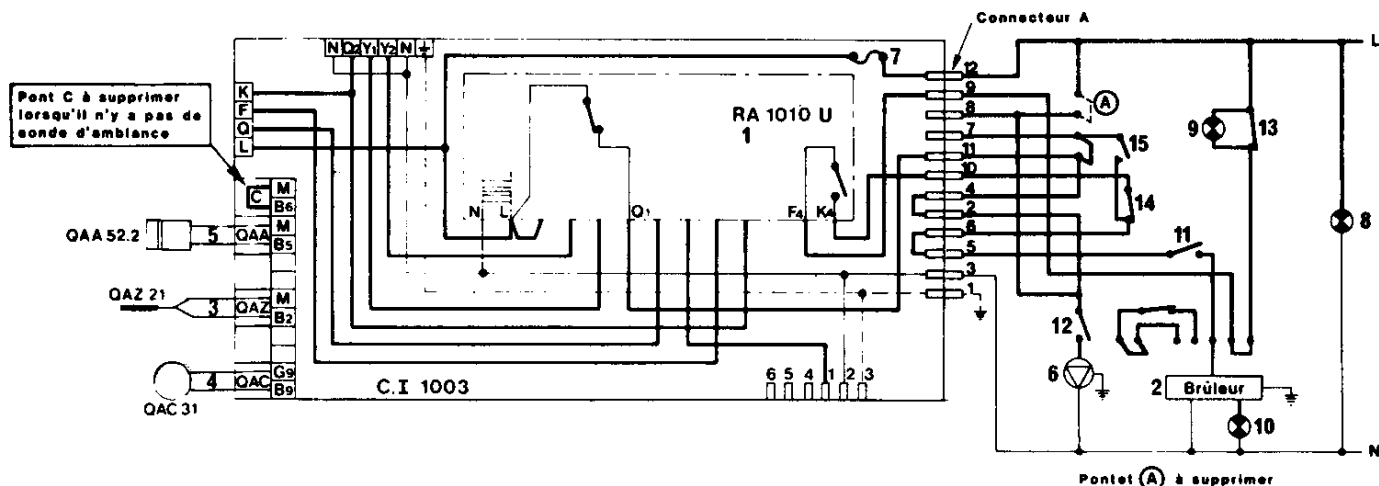 Connecteur A
N Q2 Y1 Y2 N
7
12
L
Pont C à supprimer
lorsqu'il n'y a pas de
sonde d'ambiance
K
F
Q
L
RA 1010 U
1
9
8
7
11
10
4
2
6
5
3
1
A
15
14
9
13
8
11
C
M
B6
N
L
Q1
F4
K4
QAA 52.2
5
QAA
M
B5
QAZ 21
3
QAZ
M
B2
12
6
QAC 31
4
QAC
G9
B9
C.I 1003
6 5 4 1 2 3
2
Brûleur
10
N
Pontet A à supprimer